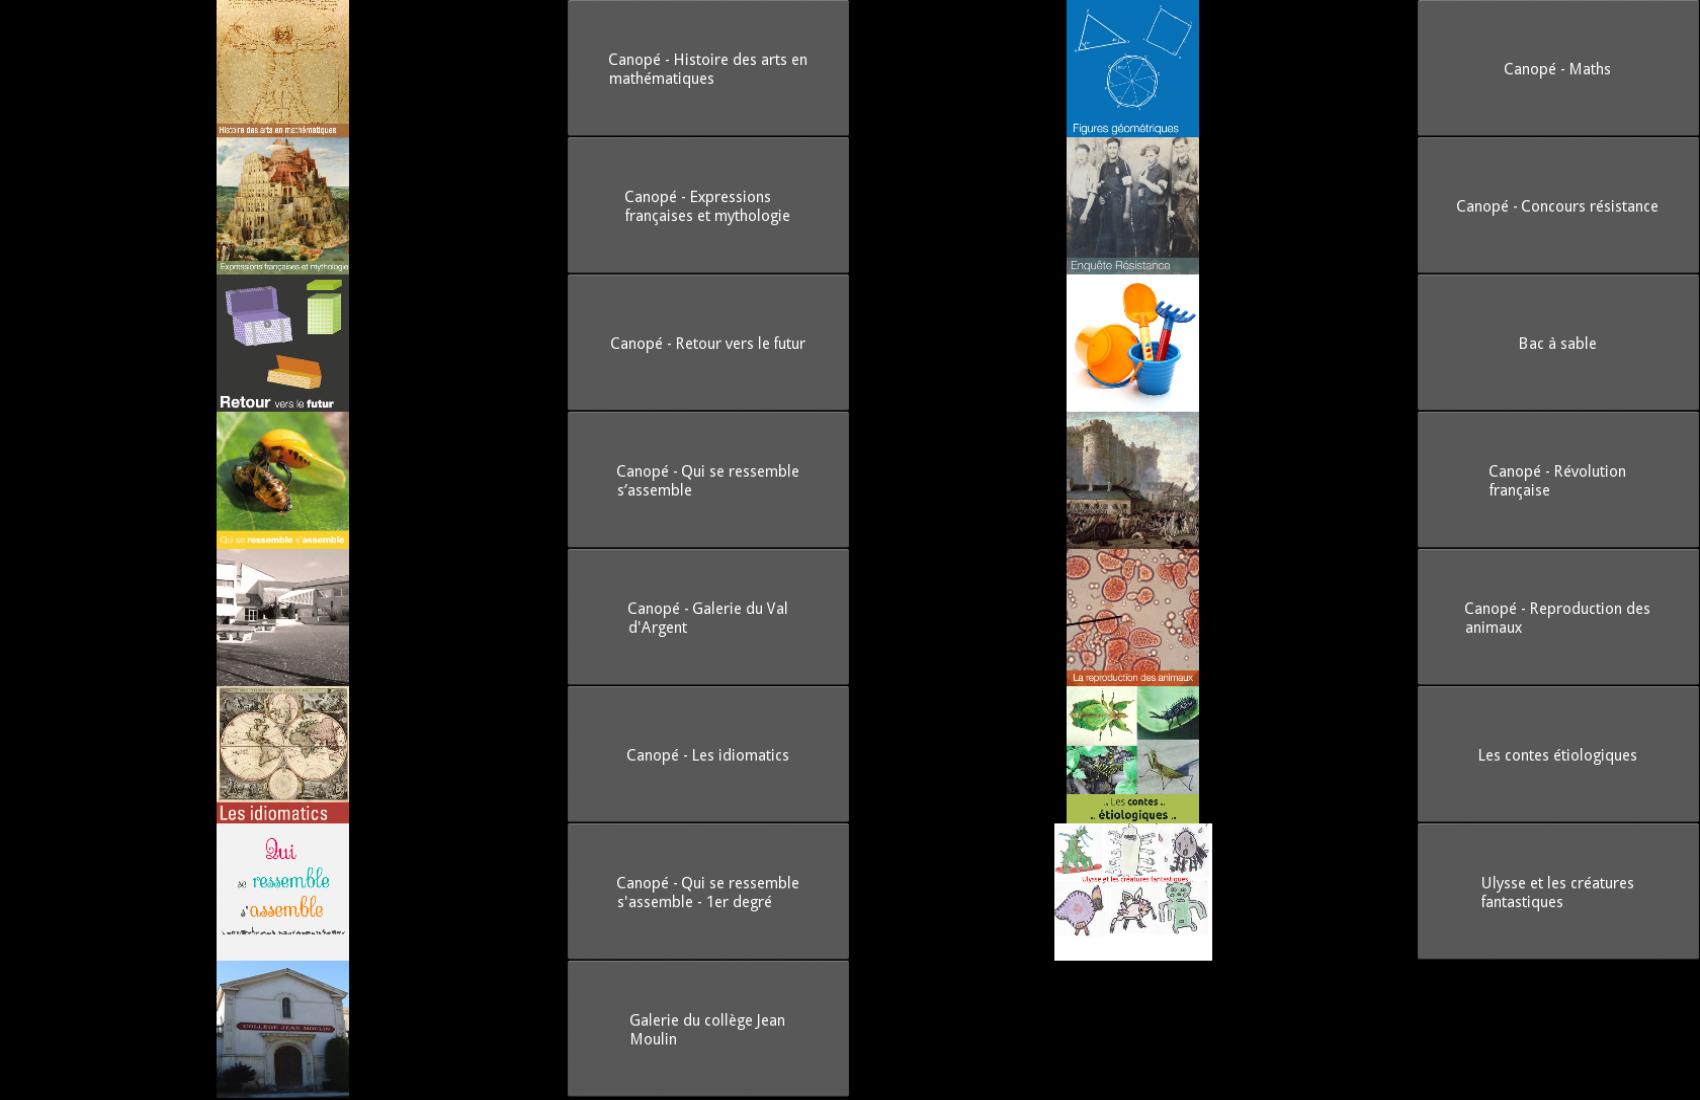 Histoire des arts en mathématiques
Canopé - Histoire des arts en
mathématiques
Figures géométriques
Canopé - Maths
Expressions françaises et mythologie
Canopé - Expressions
françaises et mythologie
Enquête Résistance
Canopé - Concours résistance
Retour vers le futur
Canopé - Retour vers le futur
Bac à sable
Qui se ressemble s'assemble
Canopé - Qui se ressemble
s’assemble
Canopé - Révolution
française
Canopé - Galerie du Val
d'Argent
La reproduction des animaux
Canopé - Reproduction des
animaux
Les idiomatics
Canopé - Les idiomatics
.. Les contes ..
.. étiologiques ..
Les contes étiologiques
Qui
se ressemble
s'assemble
Canopé - Qui se ressemble
s'assemble - 1er degré
Ulysse et les créatures fantastiques
Ulysse et les créatures
fantastiques
COLLÈGE JEAN MOULIN
Galerie du collège Jean
Moulin